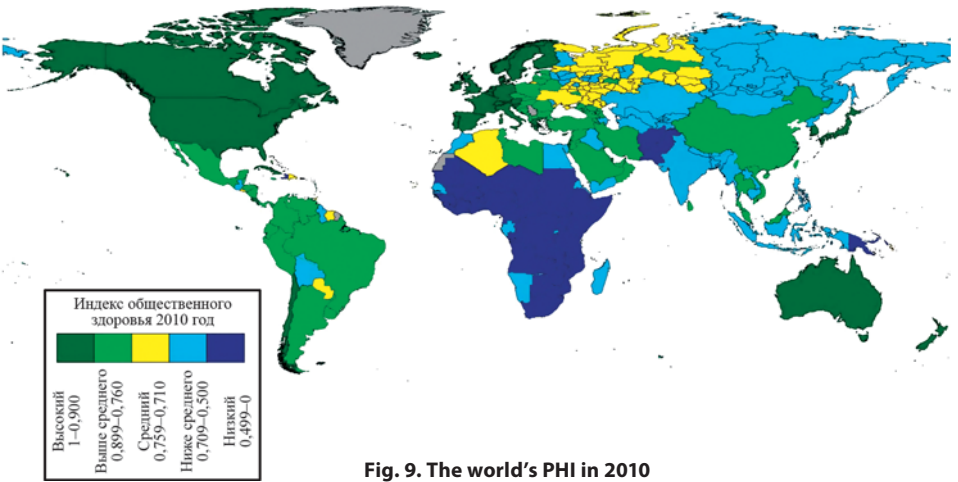 Индекс общественного
здоровья 2010 год
Высокий
1–0,900
Выше среднего
0,899–0,760
Средний
0,759–0,710
Ниже среднего
0,709–0,500
Низкий
0,499–0
Fig. 9. The world's PHI in 2010